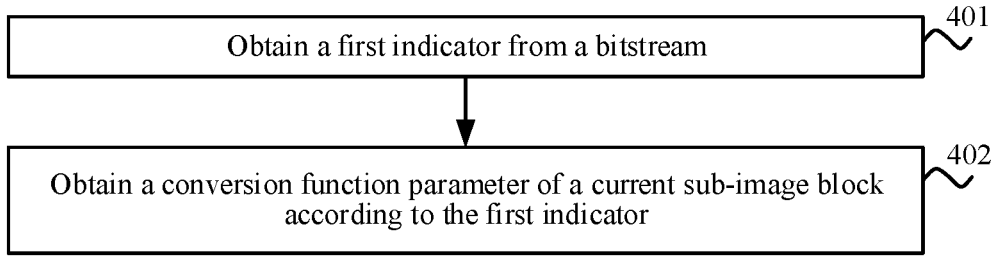 401
Obtain a first indicator from a bitstream
402
Obtain a conversion function parameter of a current sub-image block
according to the first indicator